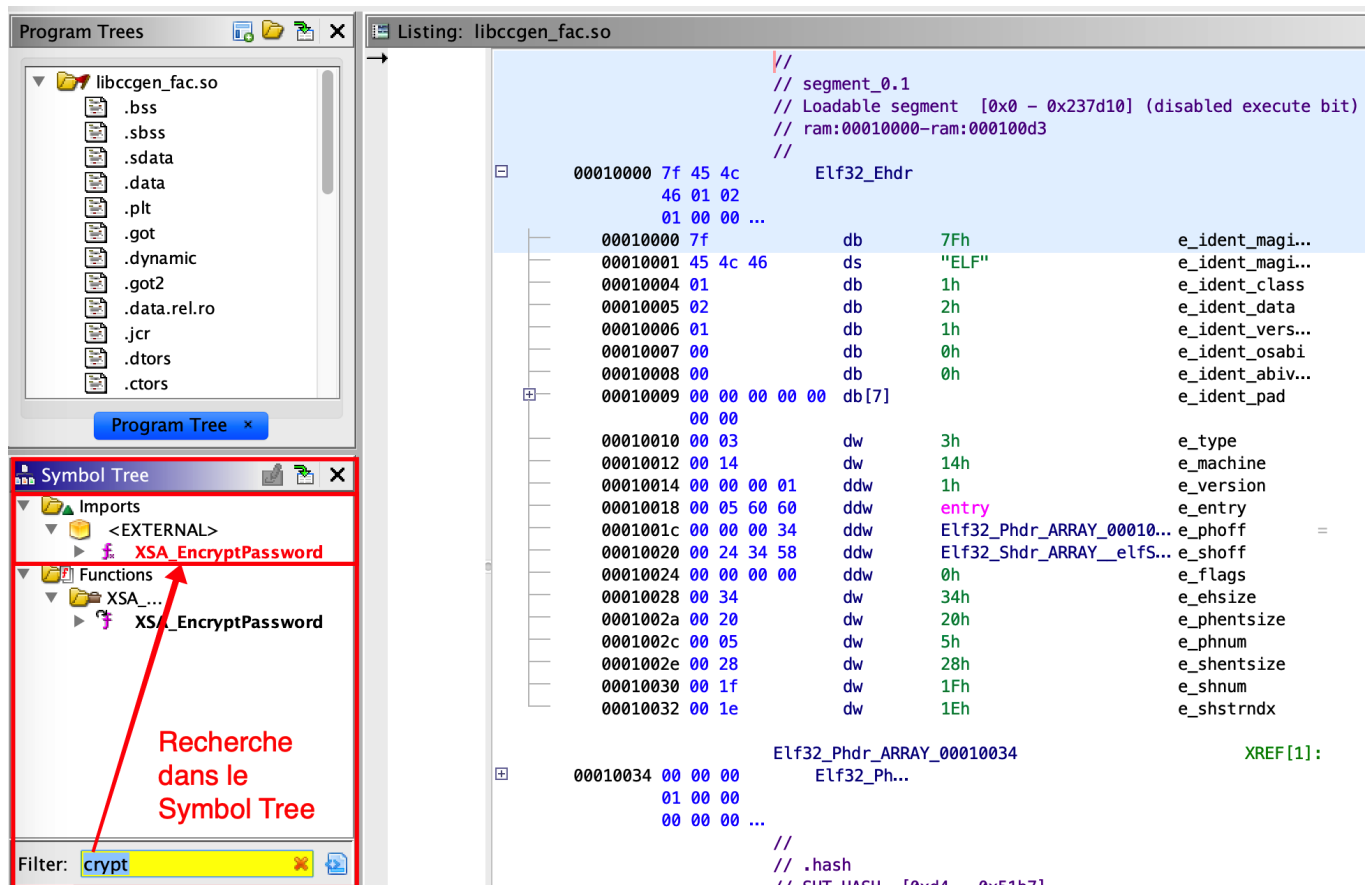 Program Trees
libccgen_fac.so
.bss
.sbss
.sdata
.data
.plt
.got
.dynamic
.got2
.data.rel.ro
.jcr
.dtors
.ctors
Program Tree ×
Symbol Tree
Imports
<EXTERNAL>
XSA_EncryptPassword
Functions
XSA_...
XSA_EncryptPassword
Recherche
dans le
Symbol Tree
Filter: crypt
Listing: libccgen_fac.so
//
// segment_0.1
// Loadable segment [0x0 - 0x237d10] (disabled execute bit)
// ram:00010000-ram:000100d3
//
00010000 7f 45 4c Elf32_Ehdr
46 01 02
01 00 00 ...
00010000 7f db 7Fh e_ident_magi...
00010001 45 4c 46 ds "ELF" e_ident_magi...
00010004 01 db 1h e_ident_class
00010005 02 db 2h e_ident_data
00010006 01 db 1h e_ident_vers...
00010007 00 db 0h e_ident_osabi
00010008 00 db 0h e_ident_abiv...
00010009 00 00 00 00 00 db[7] e_ident_pad
00 00
00010010 00 03 dw 3h e_type
00010012 00 14 dw 14h e_machine
00010014 00 00 00 01 ddw 1h e_version
00010018 00 05 60 60 ddw entry e_entry
0001001c 00 00 00 34 ddw Elf32_Phdr_ARRAY_00010... e_phoff =
00010020 00 24 34 58 ddw Elf32_Shdr_ARRAY__elfS... e_shoff
00010024 00 00 00 00 ddw 0h e_flags
00010028 00 34 dw 34h e_ehsize
0001002a 00 20 dw 20h e_phentsize
0001002c 00 05 dw 5h e_phnum
0001002e 00 28 dw 28h e_shentsize
00010030 00 1f dw 1Fh e_shnum
00010032 00 1e dw 1Eh e_shstrndx
Elf32_Phdr_ARRAY_00010034 XREF[1]:
00010034 00 00 00 Elf32_Ph...
01 00 00
00 00 00 ...
//
// .hash
// SHT_HASH [0xd4 - 0x51b7]